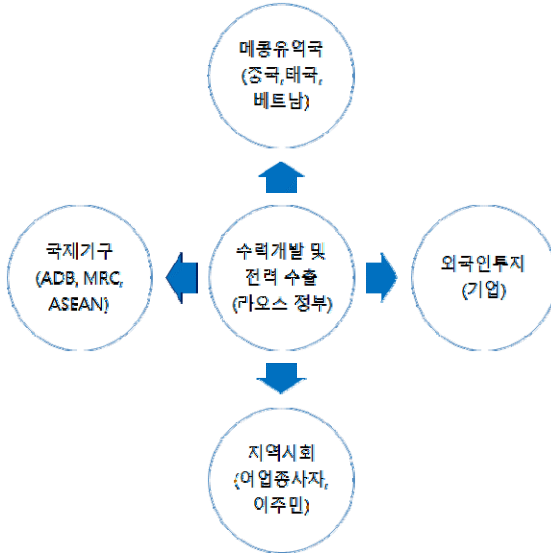 메콩유역국
(중국,태국,
베트남)
국제기구
(ADB, MRC,
ASEAN)
수력개발 및
전력 수출
(라오스 정부)
외국인투자
(기업)
지역사회
(어업종사자,
이주민)